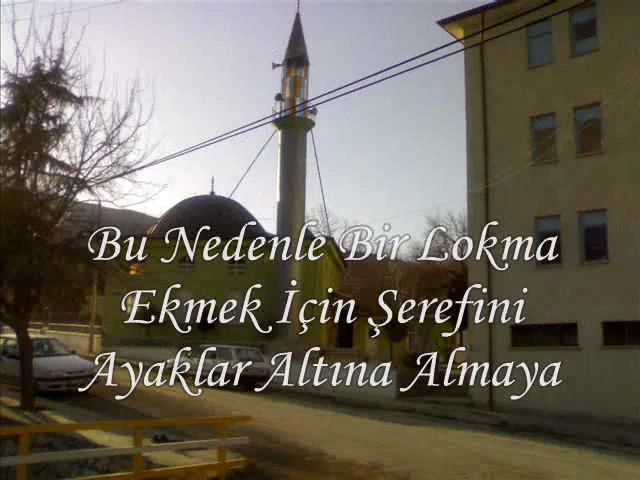 Bu Nedenle Bir Lokma
Ekmek İçin Şerefini
Ayaklar Altına Almaya